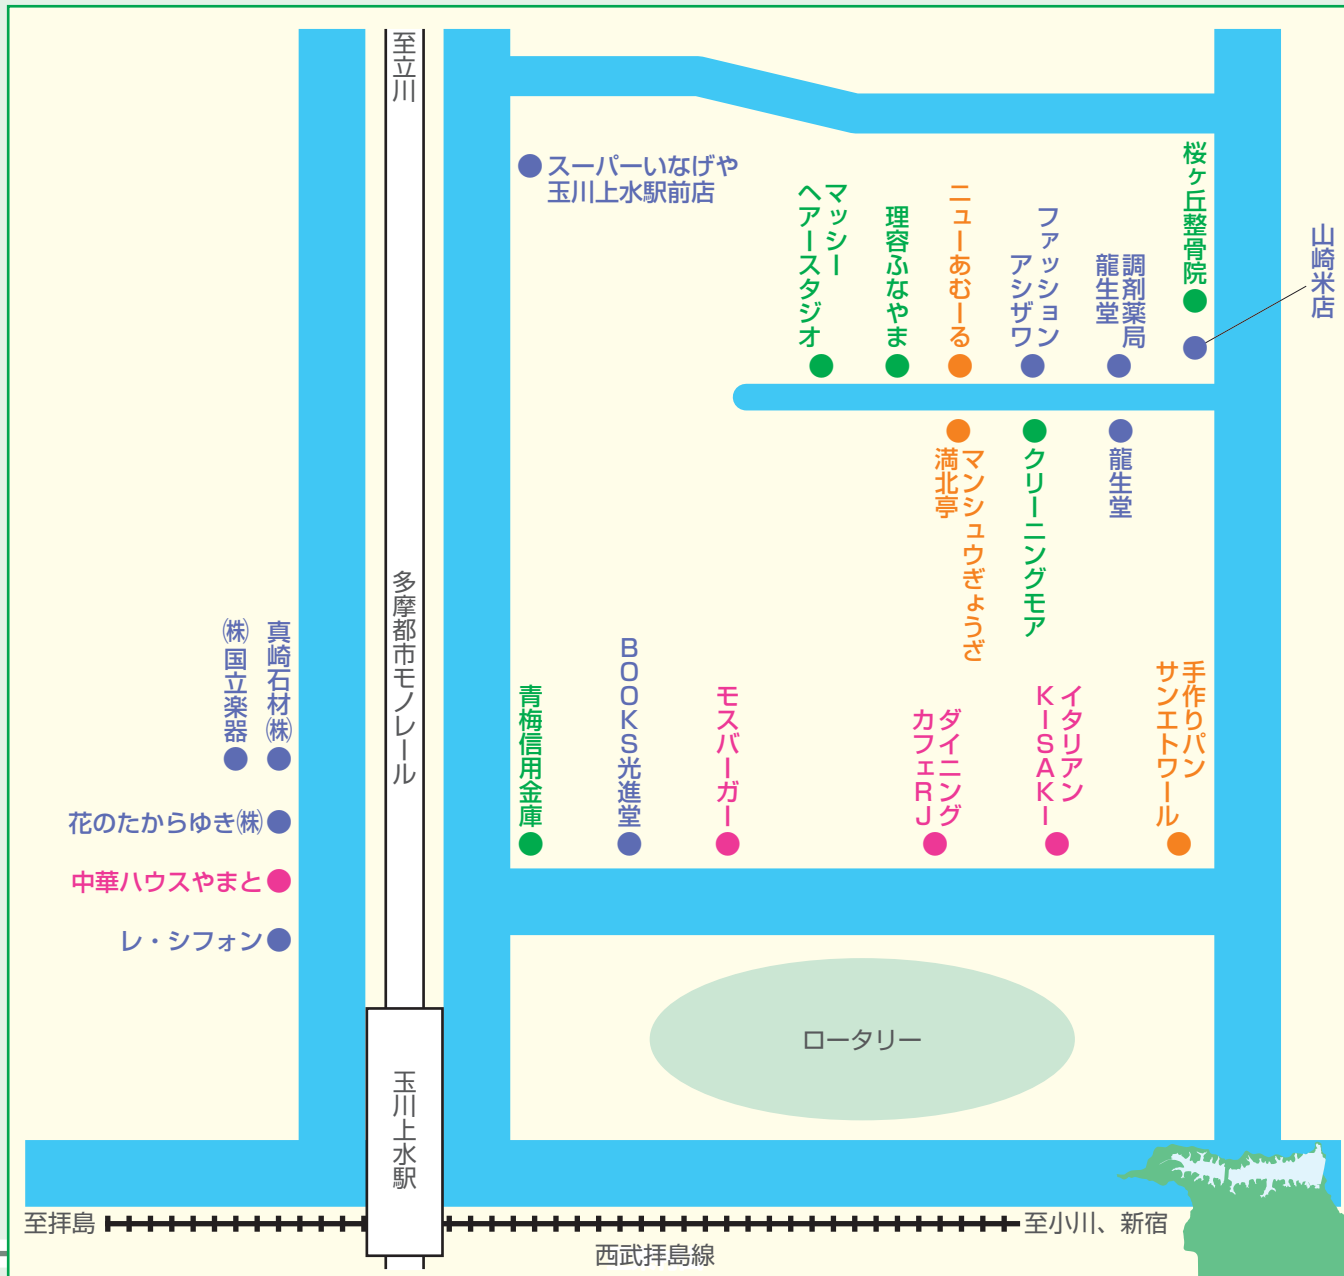 至立川
スーパーいなげや
玉川上水駅前店
マッシー
ヘアースタジオ
理容ふなやま
ニューあむーる
ファッション
アシザワ
調剤薬局
龍生堂
桜ヶ丘整骨院
山崎米店
マンシュウぎょうざ
満北亭
クリーニングモア
龍生堂
多摩都市モノレール
㈱国立楽器
真崎石材㈱
花のたからゆき㈱
中華ハウスやまと
レ・シフォン
青梅信用金庫
BOOKS光進堂
モスバーガー
ダイニング
カフェRJ
イタリアン
KISAKI
手作りパン
サンエトワール
ロータリー
玉川上水駅
至拝島
至小川、新宿
西武拝島線